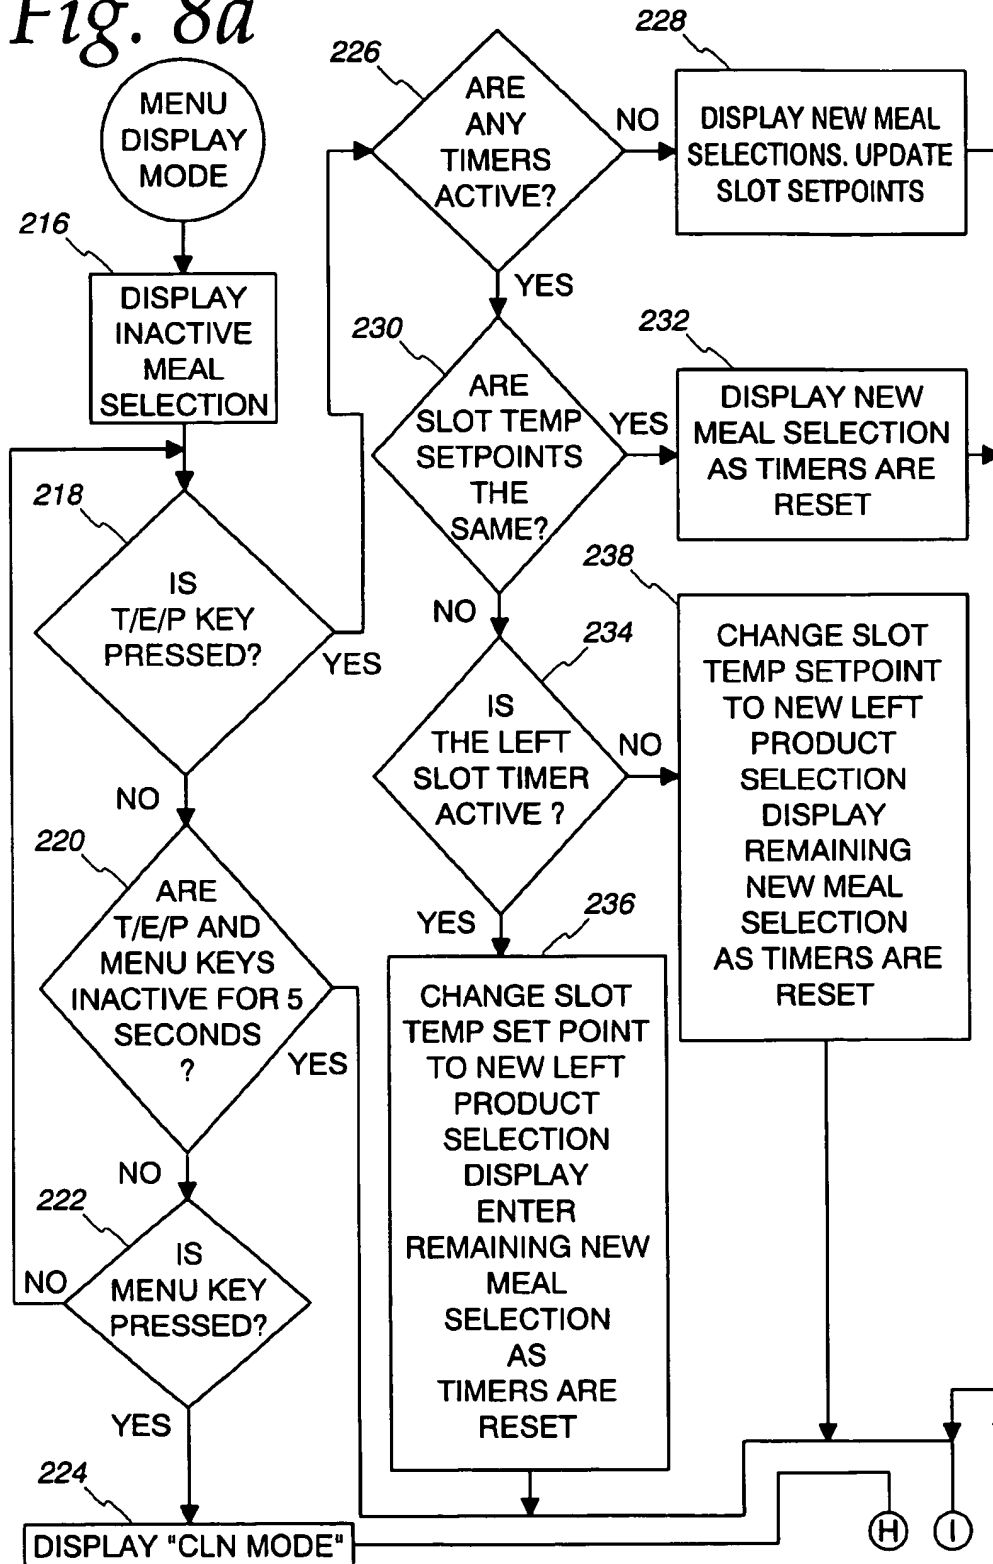 Fig. 8a
MENU
DISPLAY
MODE
216
DISPLAY
INACTIVE
MEAL
SELECTION
218
IS
T/E/P KEY
PRESSED?
YES
NO
220
ARE
T/E/P AND
MENU KEYS
INACTIVE FOR 5
SECONDS
?
YES
NO
222
IS
MENU KEY
PRESSED?
NO
YES
224
DISPLAY "CLN MODE"
226
ARE
ANY
TIMERS
ACTIVE?
NO
YES
228
DISPLAY NEW MEAL
SELECTIONS. UPDATE
SLOT SETPOINTS
230
ARE
SLOT TEMP
SETPOINTS
THE
SAME?
YES
NO
232
DISPLAY NEW
MEAL SELECTION
AS TIMERS ARE
RESET
234
IS
THE LEFT
SLOT TIMER
ACTIVE ?
NO
YES
236
CHANGE SLOT
TEMP SET POINT
TO NEW LEFT
PRODUCT
SELECTION
DISPLAY
ENTER
REMAINING NEW
MEAL
SELECTION
AS
TIMERS ARE
RESET
238
CHANGE SLOT
TEMP SETPOINT
TO NEW LEFT
PRODUCT
SELECTION
DISPLAY
REMAINING
NEW MEAL
SELECTION
AS TIMERS ARE
RESET
H
I